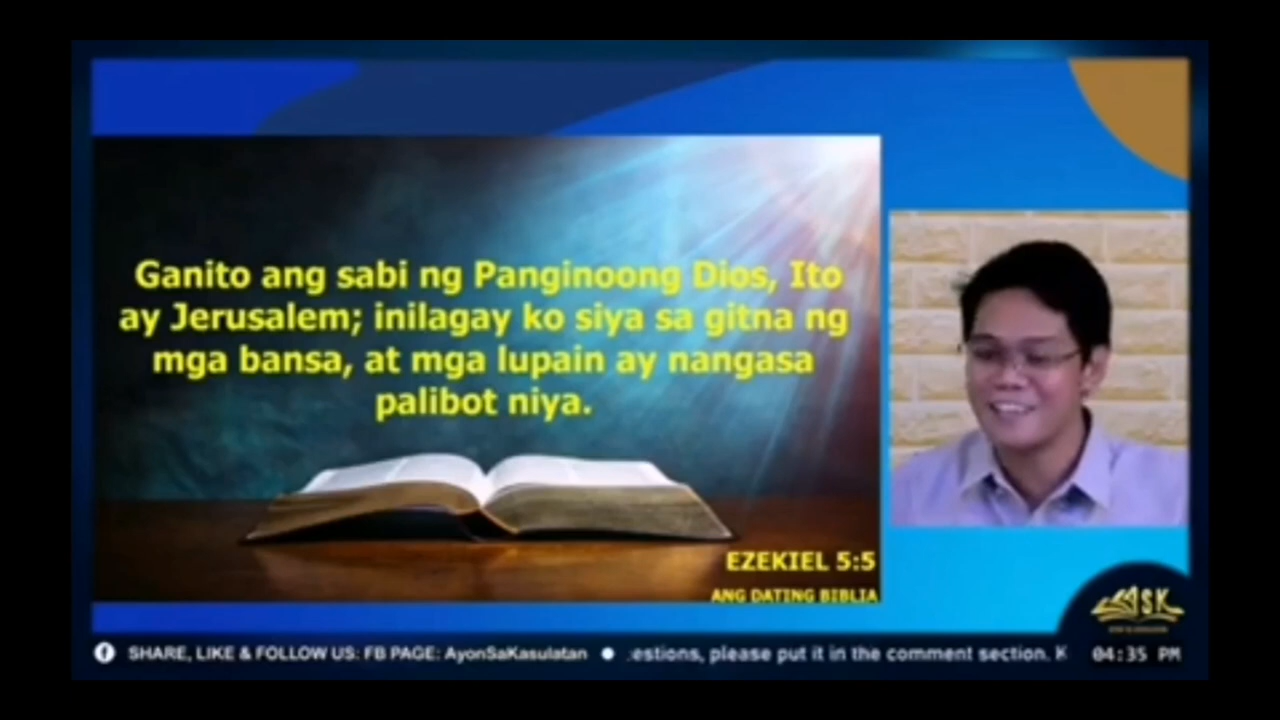 Ganito ang sabi ng Panginoong Dios, Ito
ay Jerusalem; inilagay ko siya sa gitna ng
mga bansa, at mga lupain ay nangasa
palibot niya.
EZEKIEL 5:5
ANG DATING BIBLIA
ASK
SHARE, LIKE & FOLLOW US: FB PAGE: AyonSaKasulatan ● .estions, please put it in the comment section. K
04:35 PM